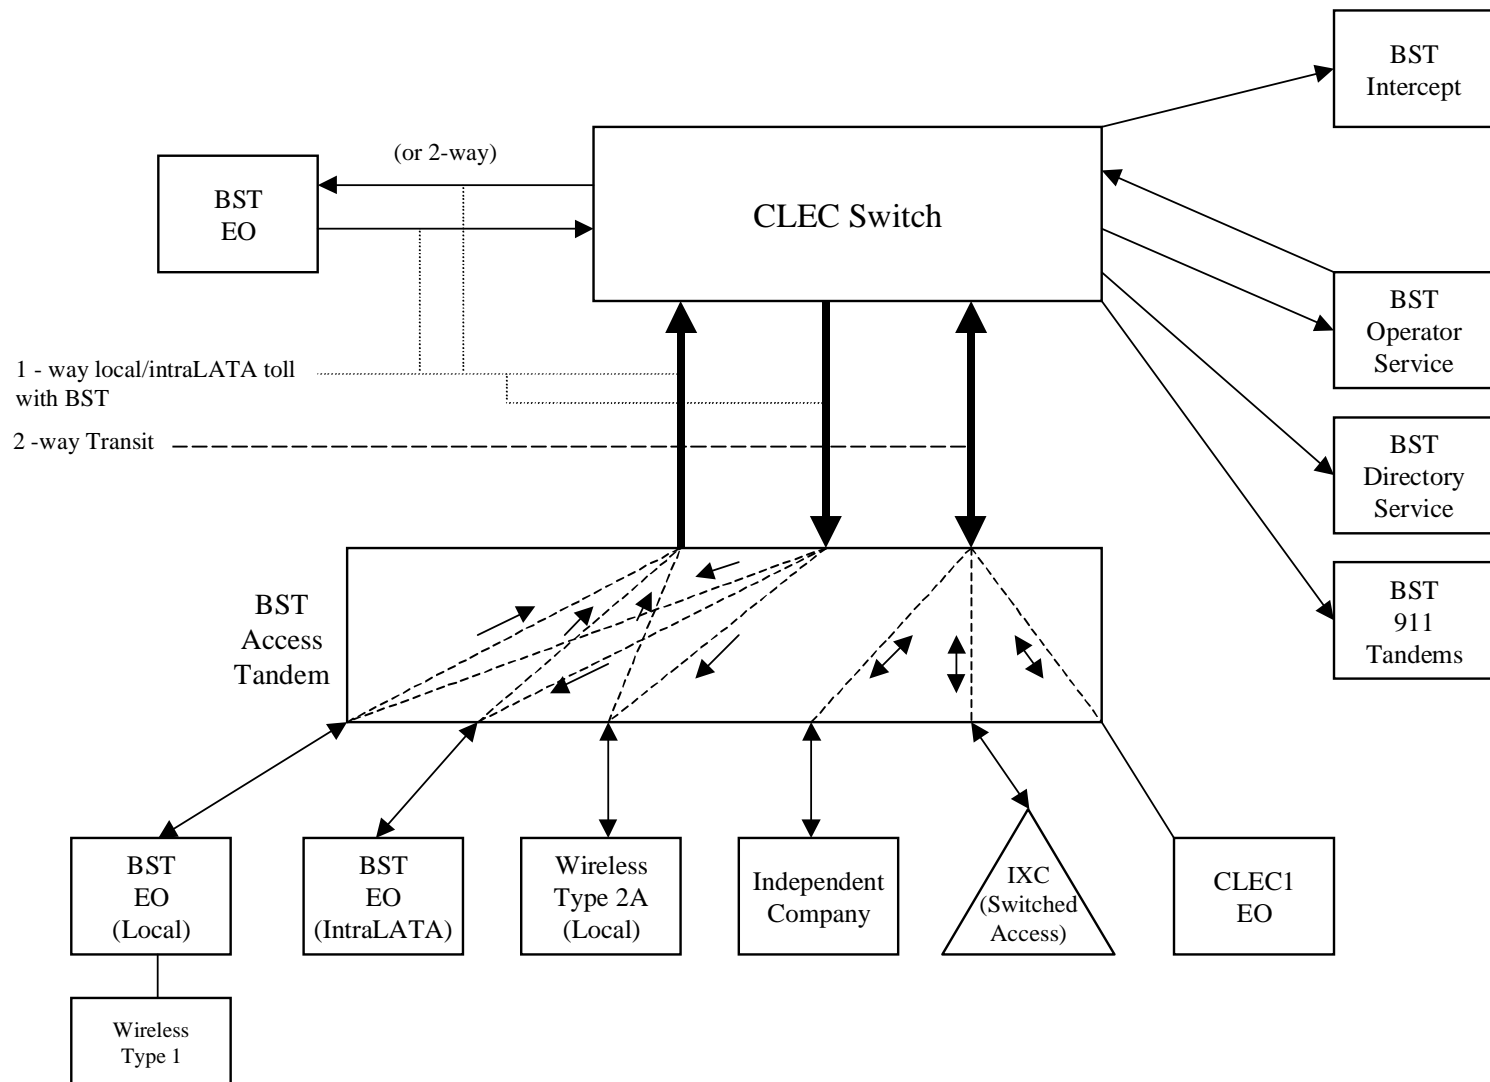 BST
Intercept
(or 2-way)
BST
EO
CLEC Switch
BST
Operator
Service
1 - way local/intraLATA toll
with BST
2 -way Transit
BST
Directory
Service
BST
Access
Tandem
BST
911
Tandems
BST
EO
(Local)
BST
EO
(IntraLATA)
Wireless
Type 2A
(Local)
Independent
Company
IXC
(Switched
Access)
CLEC1
EO
Wireless
Type 1